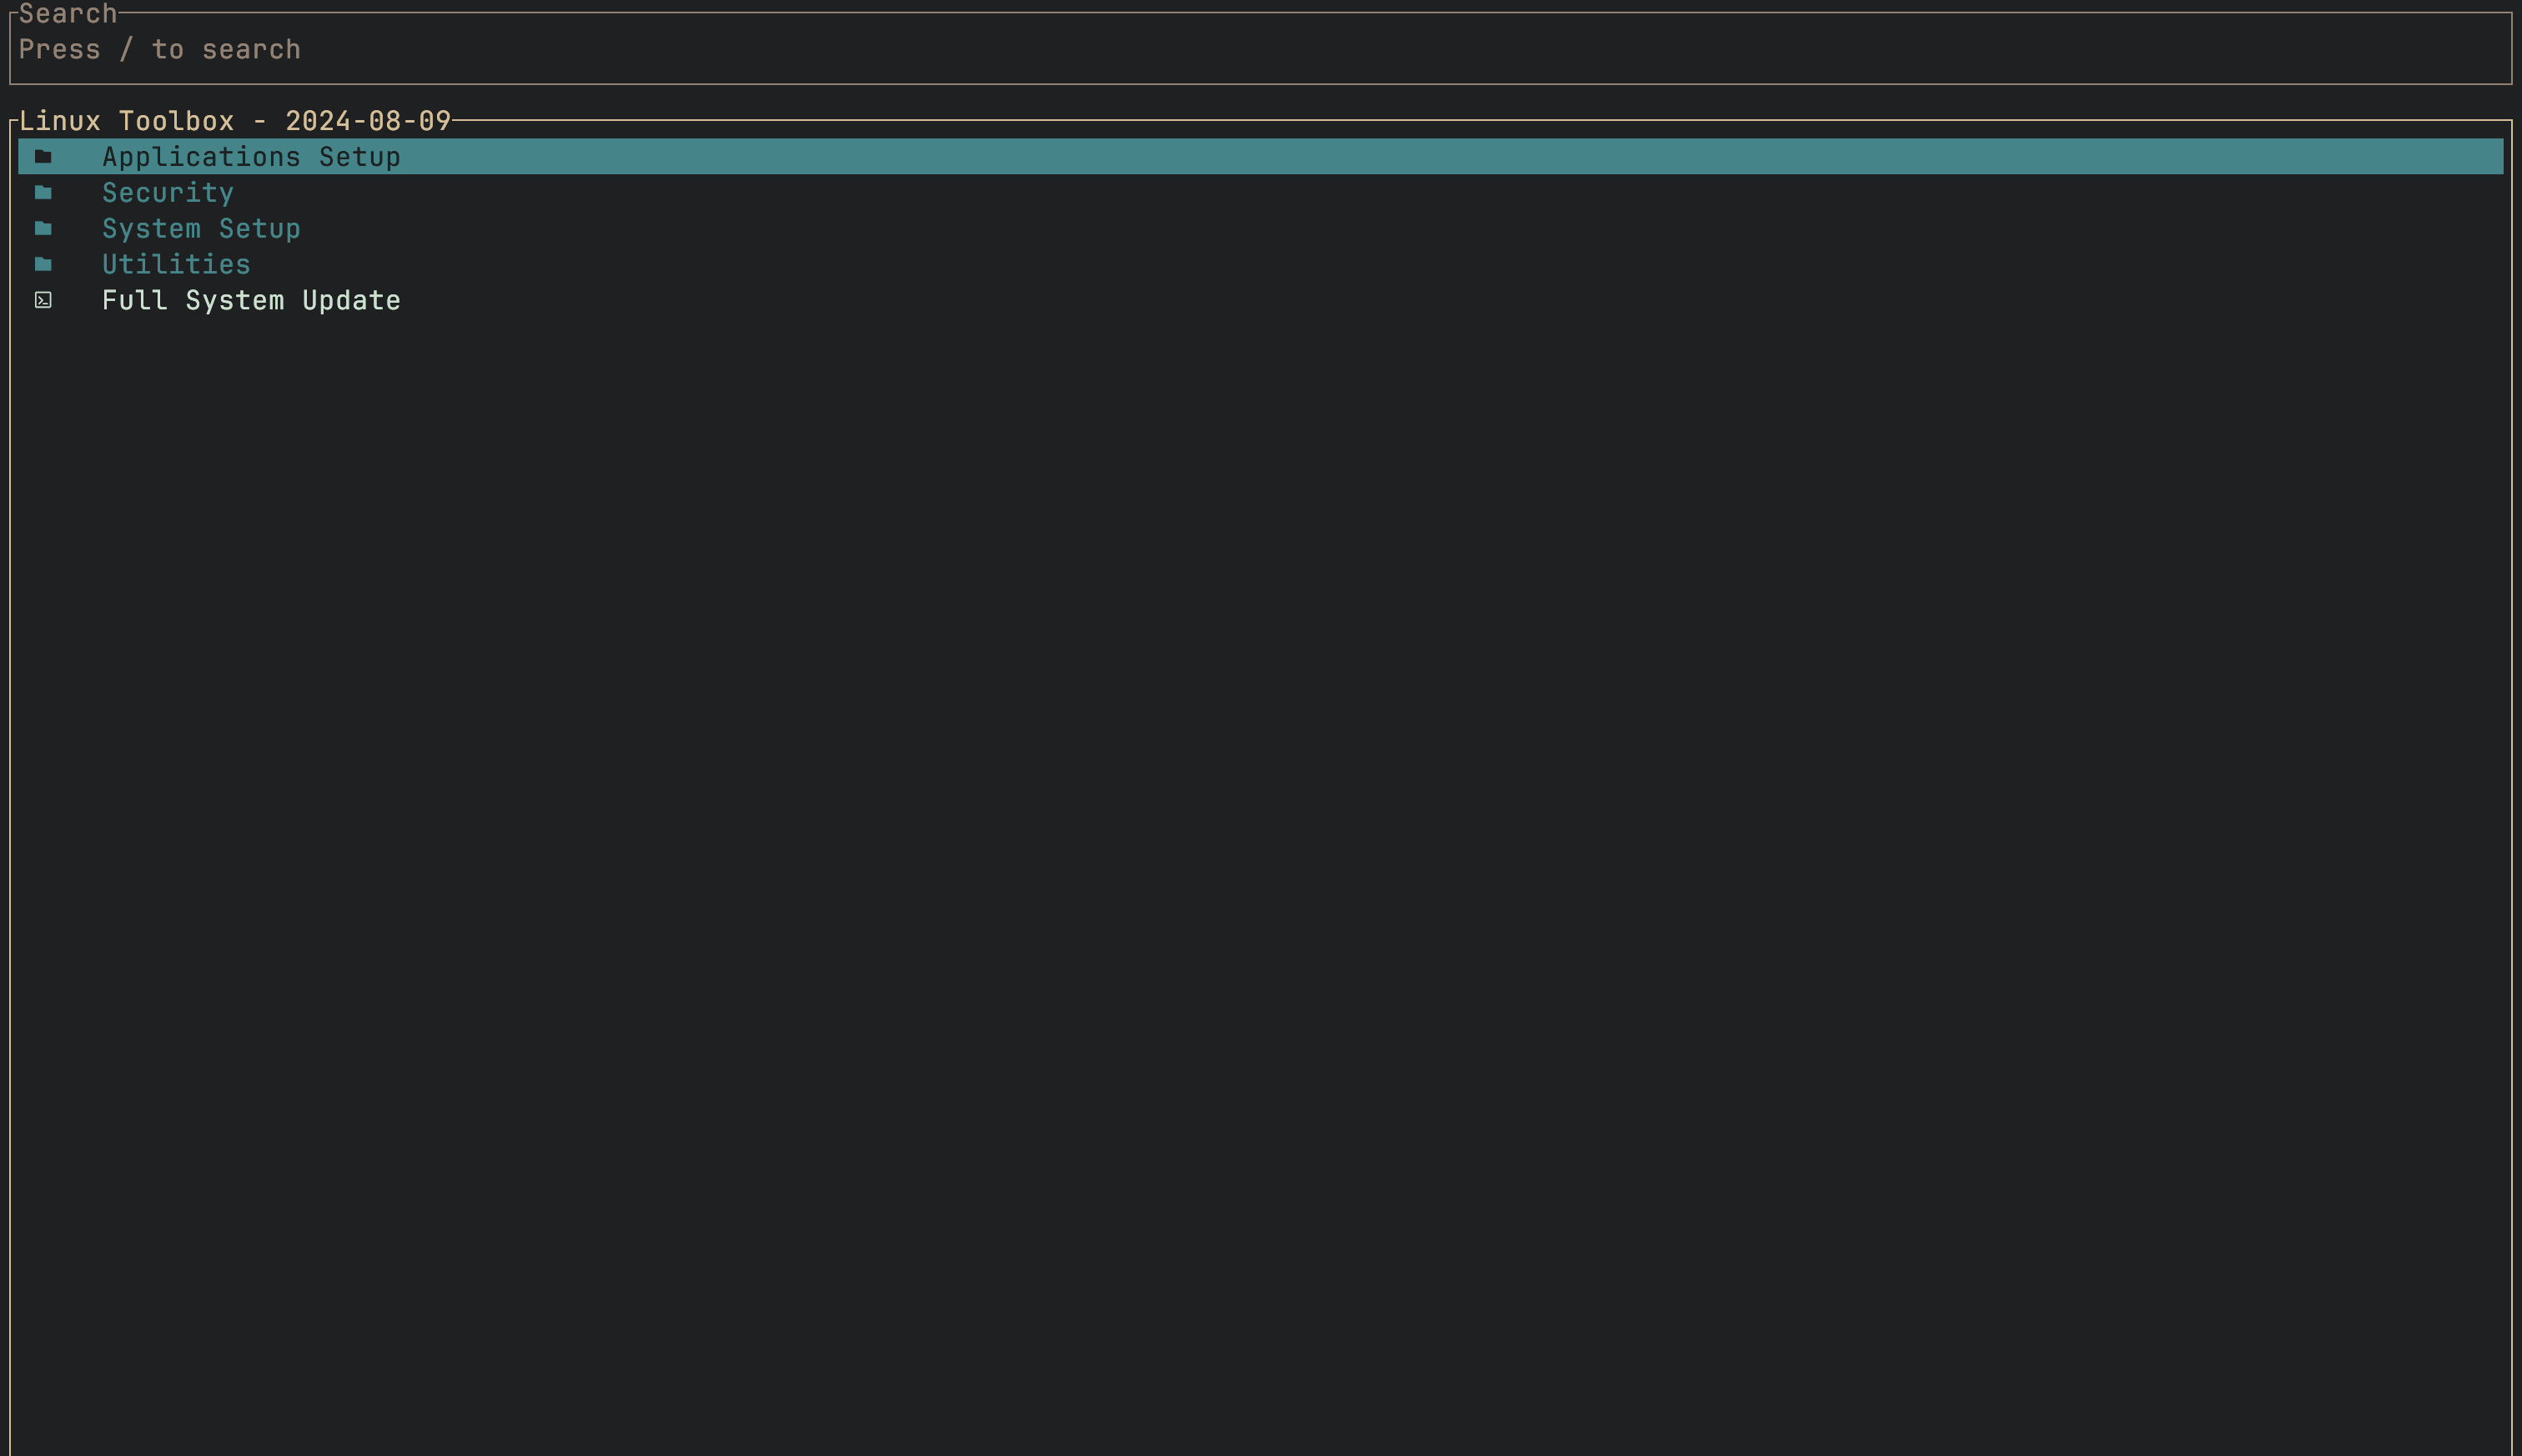 Search
Press / to search
Linux Toolbox - 2024-08-09
Applications Setup
Security
System Setup
Utilities
Full System Update